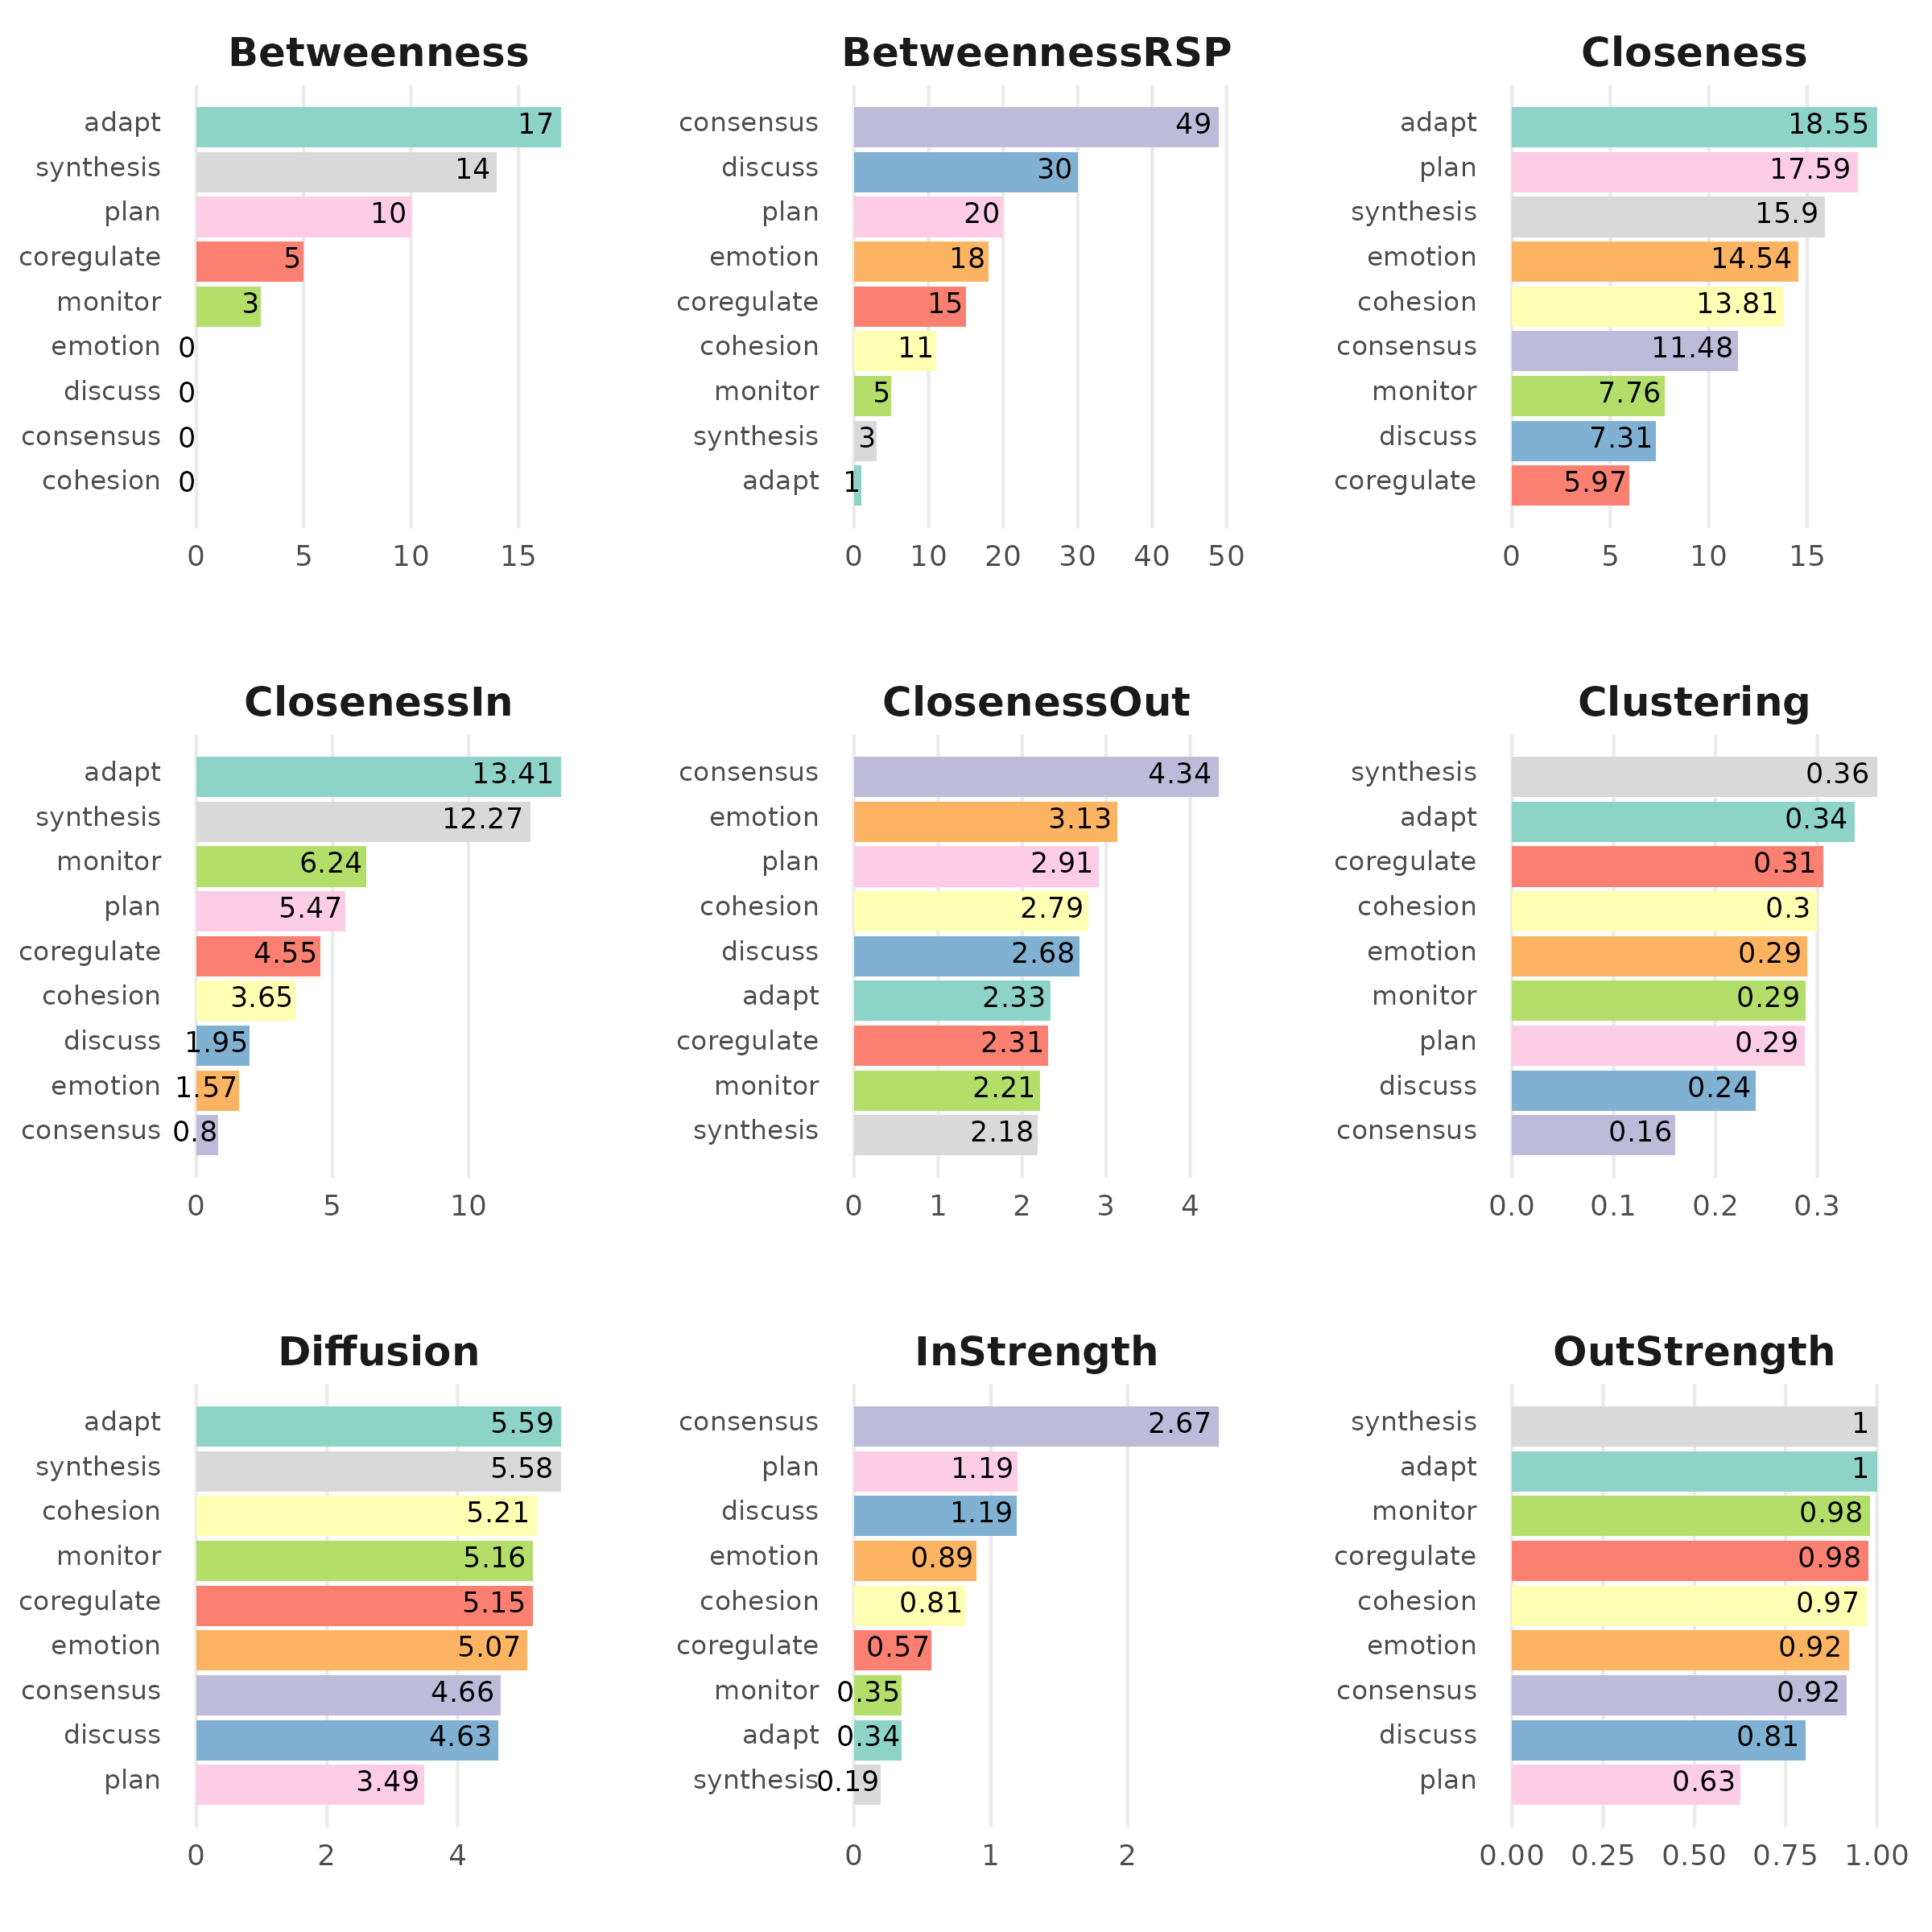 Betweenness
adapt 17
synthesis 14
plan 10
coregulate 5
monitor 3
emotion 0
discuss 0
consensus 0
cohesion 0
0 5 10 15
BetweennessRSP
consensus 49
discuss 30
plan 20
emotion 18
coregulate 15
cohesion 11
monitor 5
synthesis 3
adapt 1
0 10 20 30 40 50
Closeness
adapt 18.55
plan 17.59
synthesis 15.9
emotion 14.54
cohesion 13.81
consensus 11.48
monitor 7.76
discuss 7.31
coregulate 5.97
0 5 10 15
ClosenessIn
adapt 13.41
synthesis 12.27
monitor 6.24
plan 5.47
coregulate 4.55
cohesion 3.65
discuss 1.95
emotion 1.57
consensus 0.8
0 5 10
ClosenessOut
consensus 4.34
emotion 3.13
plan 2.91
cohesion 2.79
discuss 2.68
adapt 2.33
coregulate 2.31
monitor 2.21
synthesis 2.18
0 1 2 3 4
Clustering
synthesis 0.36
adapt 0.34
coregulate 0.31
cohesion 0.3
emotion 0.29
monitor 0.29
plan 0.29
discuss 0.24
consensus 0.16
0.0 0.1 0.2 0.3
Diffusion
adapt 5.59
synthesis 5.58
cohesion 5.21
monitor 5.16
coregulate 5.15
emotion 5.07
consensus 4.66
discuss 4.63
plan 3.49
0 2 4
InStrength
consensus 2.67
plan 1.19
discuss 1.19
emotion 0.89
cohesion 0.81
coregulate 0.57
monitor 0.35
adapt 0.34
synthesis 0.19
0 1 2
OutStrength
synthesis 1
adapt 1
monitor 0.98
coregulate 0.98
cohesion 0.97
emotion 0.92
consensus 0.92
discuss 0.81
plan 0.63
0.00 0.25 0.50 0.75 1.00